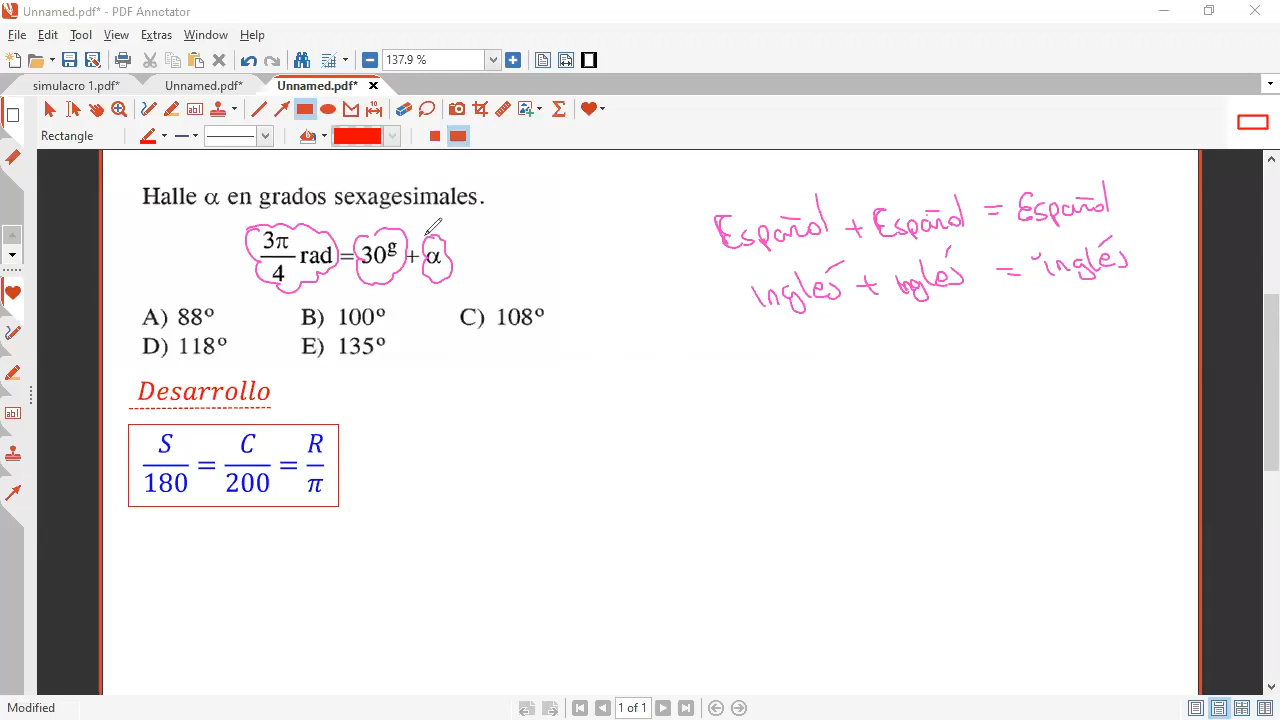 Unnamed.pdf* - PDF Annotator
File Edit Tool View Extras Window Help
137.9 %
simulacro 1.pdf* Unnamed.pdf* Unnamed.pdf*
Rectangle
Halle α en grados sexagesimales.
3π/4 rad = 30^g + α
A) 88º B) 100º C) 108º
D) 118º E) 135º
Español + Español = Español
Inglés + Inglés = inglés
Desarrollo
S/180 = C/200 = R/π
Modified 1 of 1